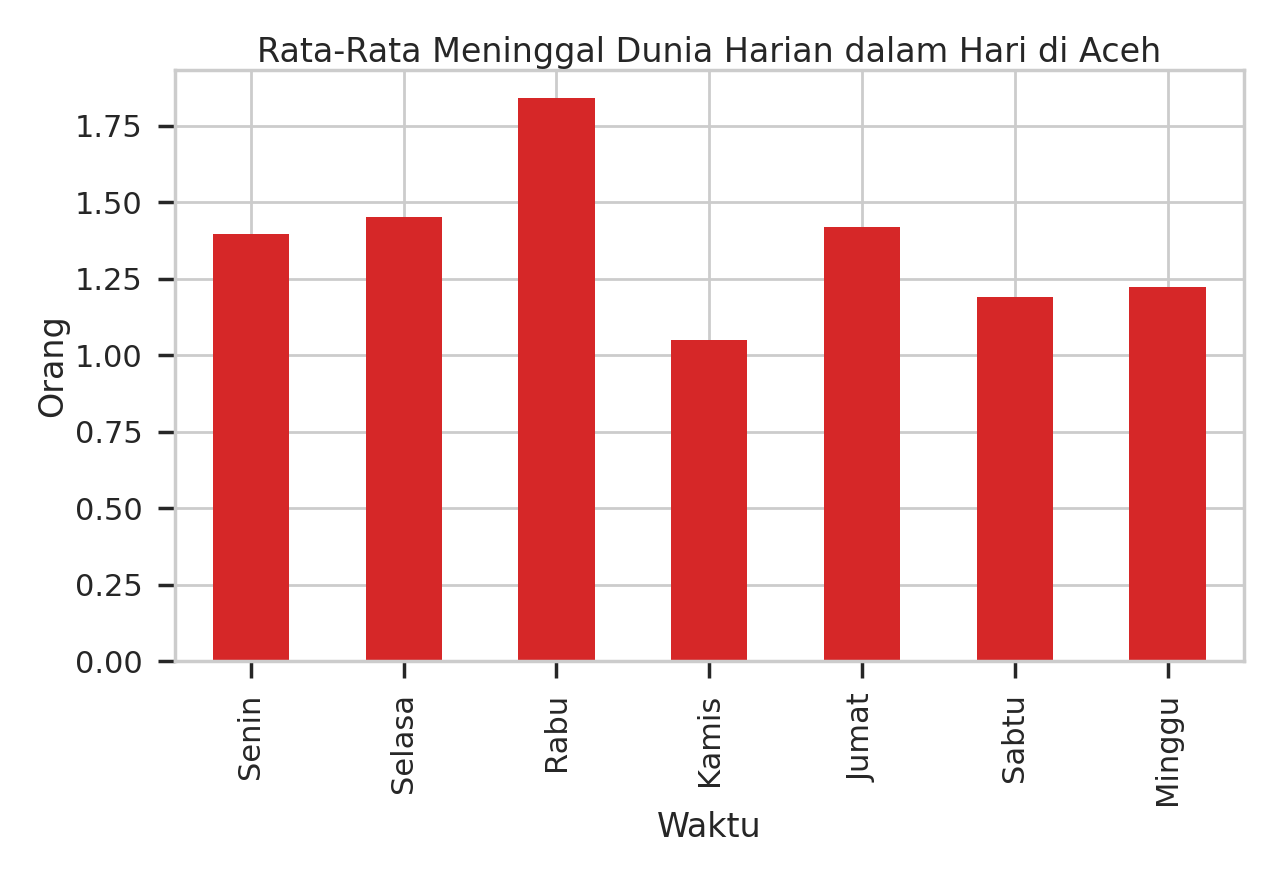 Rata-Rata Meninggal Dunia Harian dalam Hari di Aceh
Orang
1.75
1.50
1.25
1.00
0.75
0.50
0.25
0.00
Senin
Selasa
Rabu
Kamis
Jumat
Sabtu
Minggu
Waktu